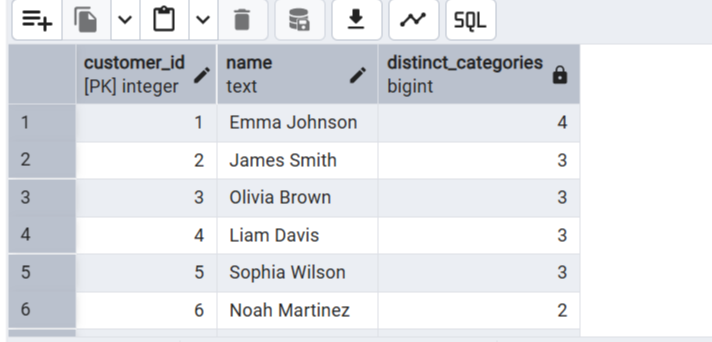 SQL
customer_id name distinct_categories
[PK] integer text bigint
1 1 Emma Johnson 4
2 2 James Smith 3
3 3 Olivia Brown 3
4 4 Liam Davis 3
5 5 Sophia Wilson 3
6 6 Noah Martinez 2